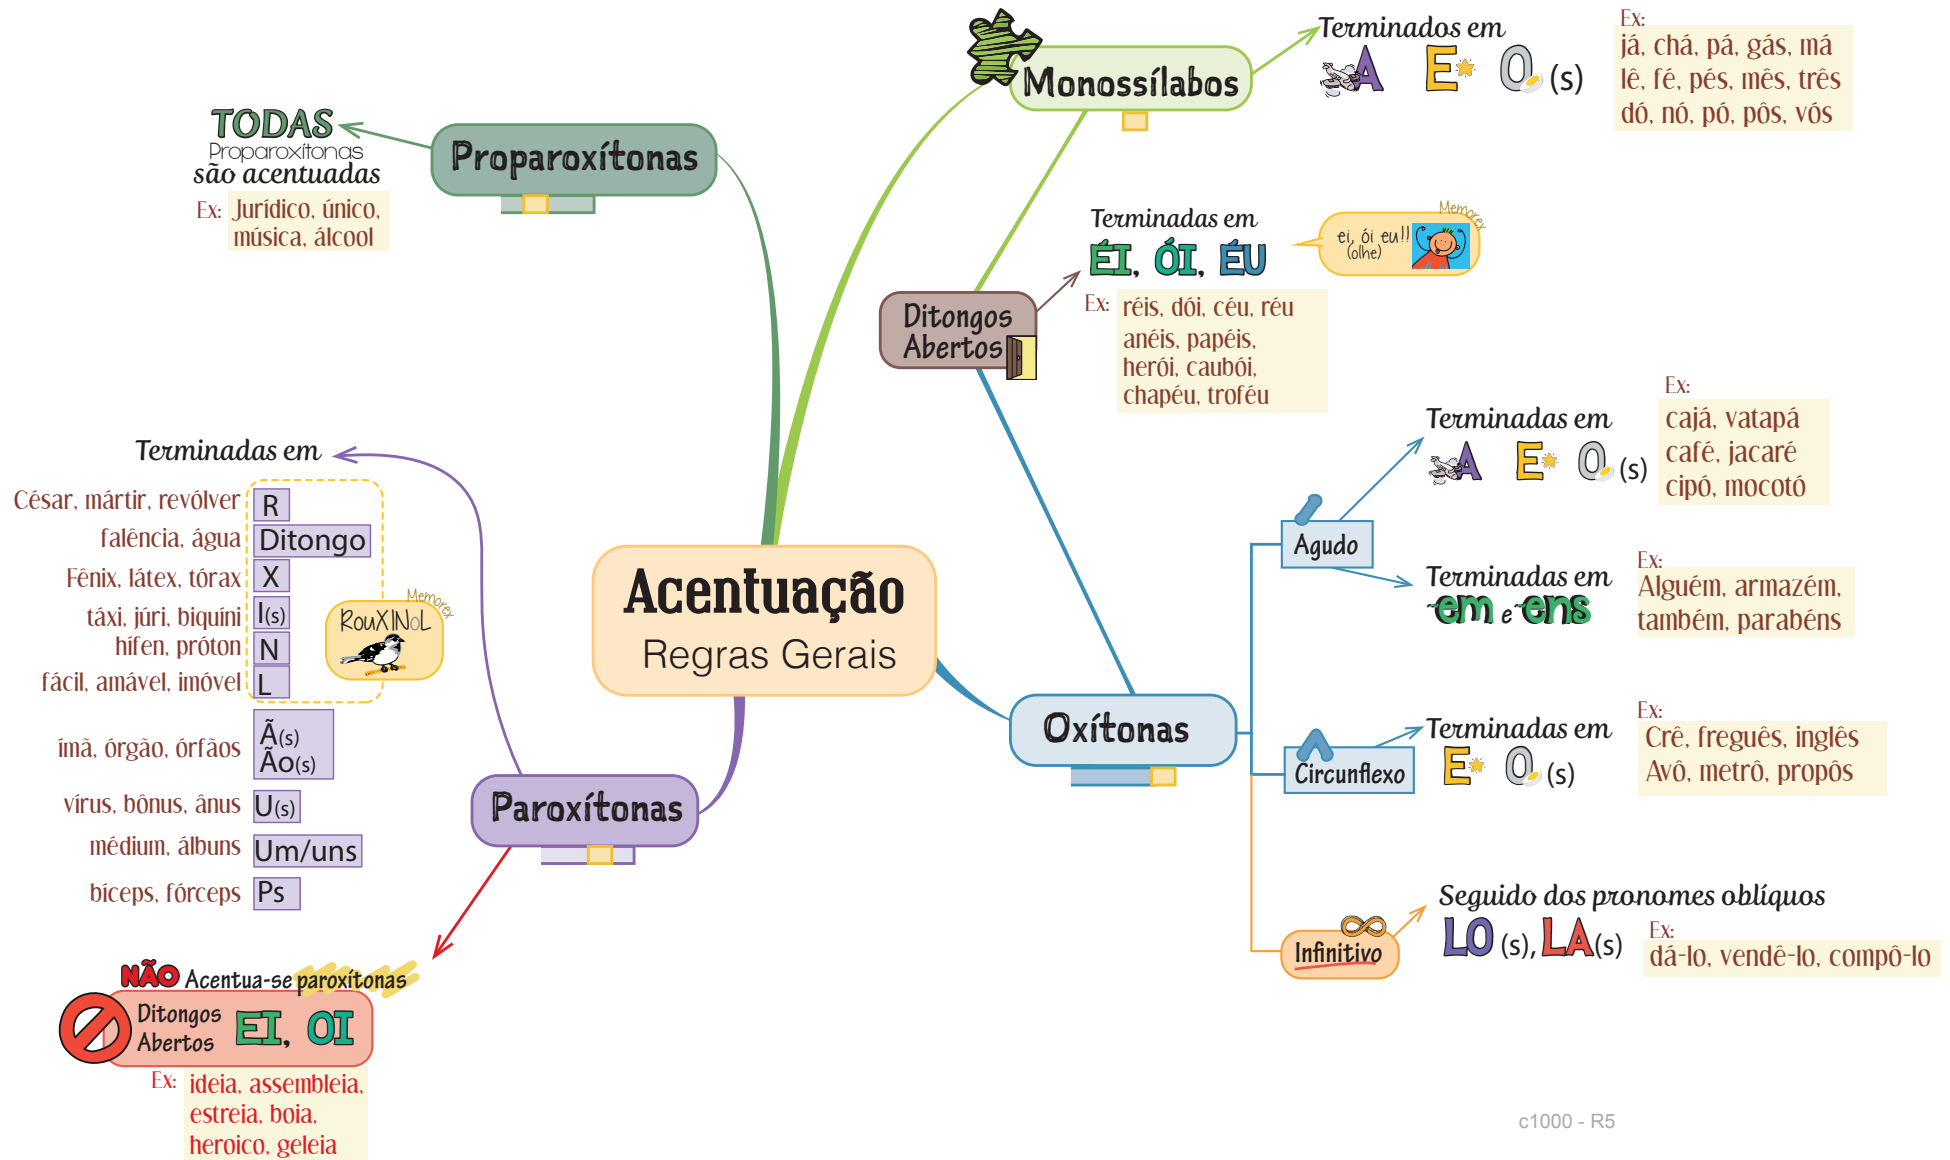 Acentuação
Regras Gerais
Monossílabos
Terminados em
A E O (s)
Ex:
já, chá, pá, gás, má
lê, fé, pés, mês, três
dó, nó, pó, pôs, vós
Proparoxítonas
TODAS
Proparoxítonas
são acentuadas
Ex: Jurídico, único,
música, álcool
Ditongos
Abertos
Terminadas em
ÉI, ÓI, ÉU
Memorex
ei, ói eu!!
(olhe)
Ex: réis, dói, céu, réu
anéis, papéis,
herói, caubói,
chapéu, troféu
Oxítonas
Agudo
Terminadas em
A E O (s)
Ex:
cajá, vatapá
café, jacaré
cipó, mocotó
Terminadas em
-em e -ens
Ex:
Alguém, armazém,
também, parabéns
Circunflexo
Terminadas em
E O (s)
Ex:
Crê, freguês, inglês
Avô, metrô, propôs
Infinitivo
Seguido dos pronomes oblíquos
LO (s), LA(s)
Ex:
dá-lo, vendê-lo, compô-lo
Paroxítonas
Terminadas em
César, mártir, revólver R
falência, água Ditongo
Fênix, látex, tórax X
táxi, júri, biquíni I(s)
hífen, próton N
fácil, amável, imóvel L
Memorex
RouXINoL
ímã, órgão, órfãos Ã(s)
Ão(s)
vírus, bônus, ânus U(s)
médium, álbuns Um/uns
bíceps, fórceps Ps
NÃO Acentua-se paroxítonas
Ditongos
Abertos EI, OI
Ex: ideia, assembleia,
estreia, boia,
heroico, geleia
c1000 - R5